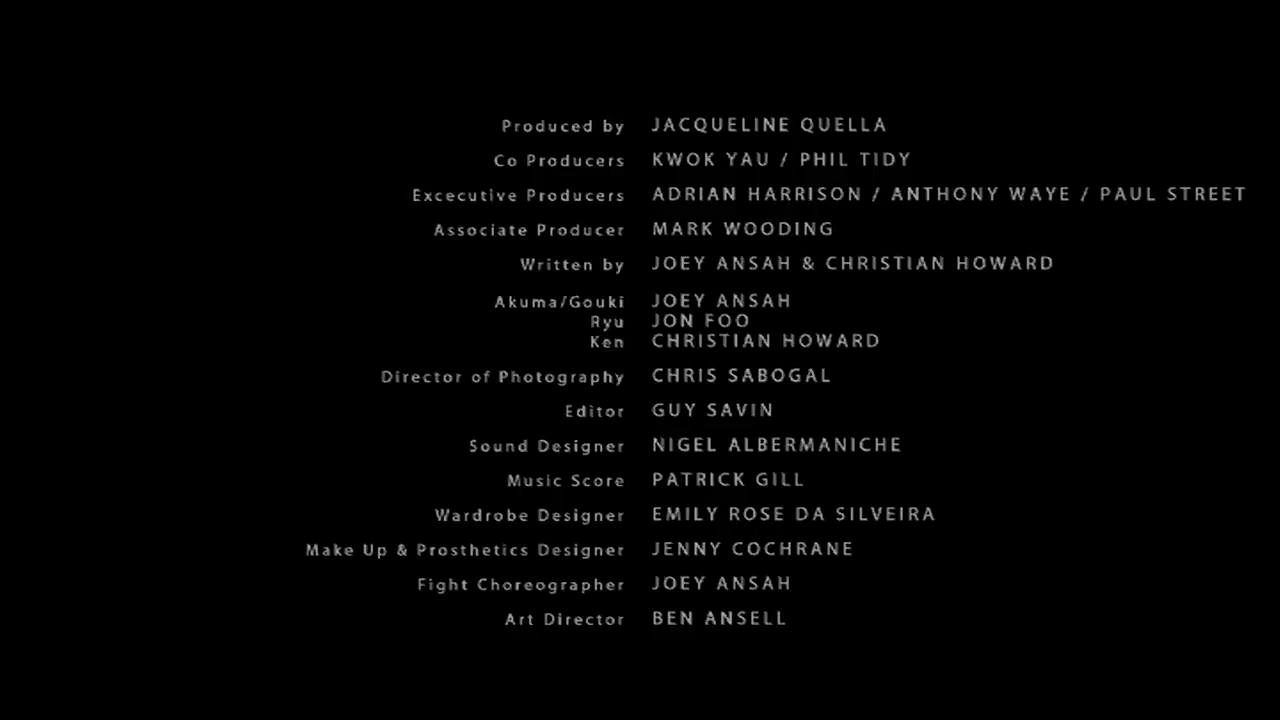 Produced by JACQUELINE QUELLA
Co Producers KWOK YAU / PHIL TIDY
Excecutive Producers ADRIAN HARRISON / ANTHONY WAYE / PAUL STREET
Associate Producer MARK WOODING
Written by JOEY ANSAH & CHRISTIAN HOWARD
Akuma/Gouki JOEY ANSAH
Ryu JON FOO
Ken CHRISTIAN HOWARD
Director of Photography CHRIS SABOGAL
Editor GUY SAVIN
Sound Designer NIGEL ALBERMANICHE
Music Score PATRICK GILL
Wardrobe Designer EMILY ROSE DA SILVEIRA
Make Up & Prosthetics Designer JENNY COCHRANE
Fight Choreographer JOEY ANSAH
Art Director BEN ANSELL